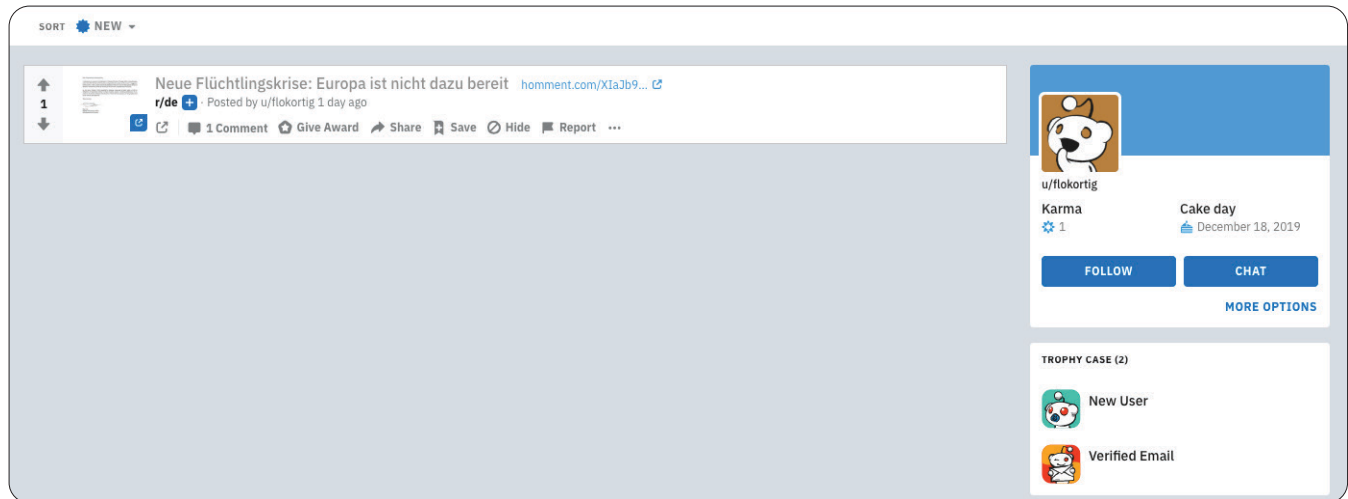 SORT NEW
Neue Flüchtlingskrise: Europa ist nicht dazu bereit homment.com/XIaJb9...
r/de · Posted by u/flokortig 1 day ago
1
1 Comment Give Award Share Save Hide Report ...
u/flokortig
Karma Cake day
1 December 18, 2019
FOLLOW CHAT
MORE OPTIONS
TROPHY CASE (2)
New User
Verified Email